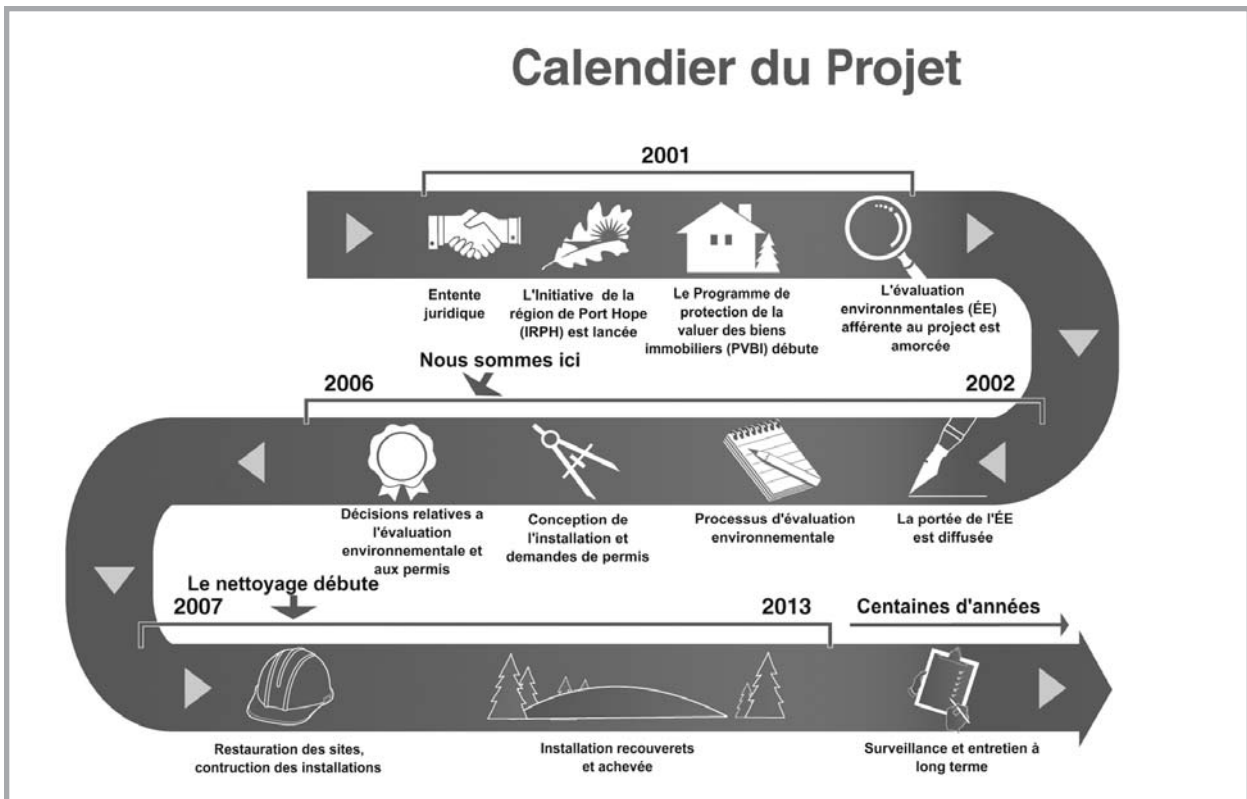 Calendier du Projet
2001
Entente
juridique
L'Initiative de la
région de Port Hope
(IRPH) est lancée
Le Programme de
protection de la
valuer des biens
immobiliers (PVBI) débute
L'évaluation
environnmentales (ÉE)
afférente au project est
amorcée
Nous sommes ici
2006
2002
Décisions relatives a
l'évaluation
environnementale et
aux permis
Conception de
l'installation et
demandes de permis
Processus d'évaluation
environnementale
La portée de l'ÉE
est diffusée
Le nettoyage débute
2007
2013
Centaines d'années
Restauration des sites,
contruction des installations
Installation recouverets
et achevée
Surveillance et entretien à
long terme